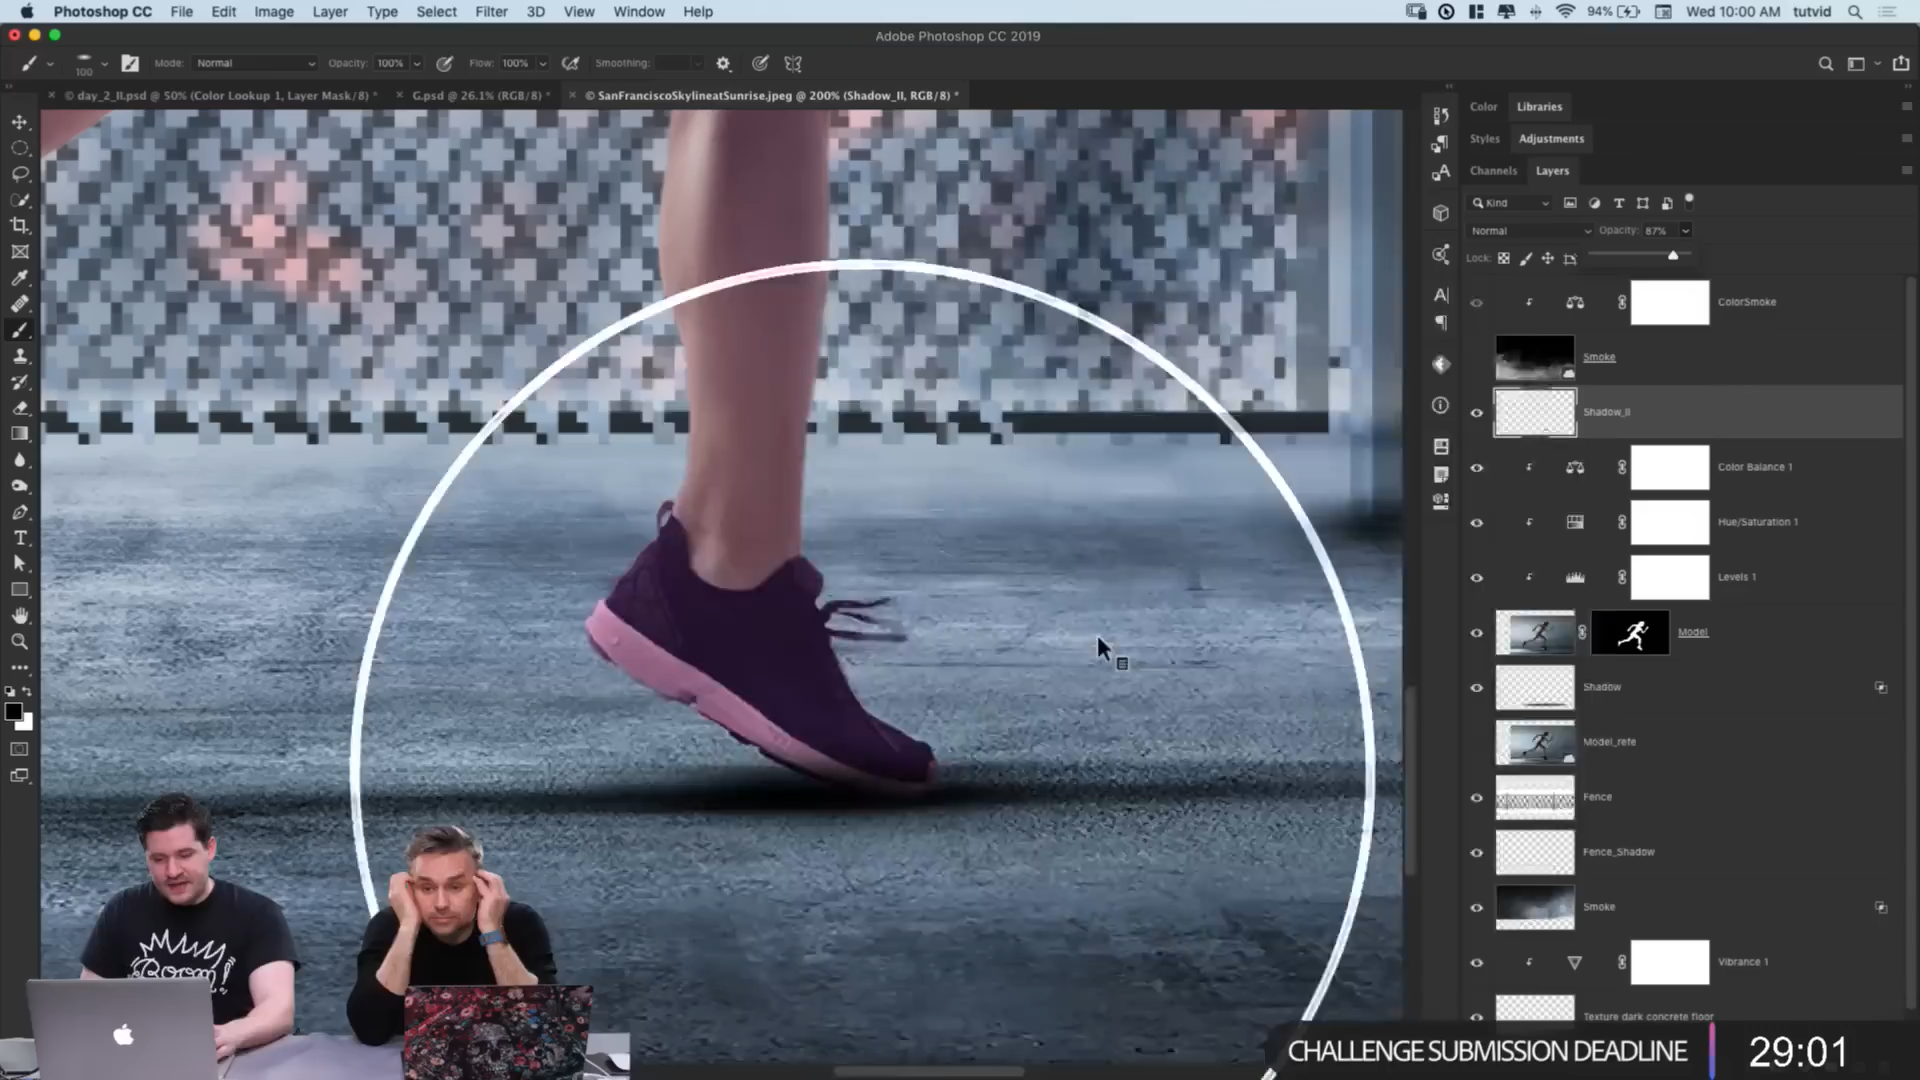 Photoshop CC File Edit Image Layer Type Select Filter 3D View Window Help 94% Wed 10:00 AM tutvid
Adobe Photoshop CC 2019
100 Mode: Normal Opacity: 100% Flow: 100% Smoothing:
© day_2_II.psd @ 50% (Color Lookup 1, Layer Mask/8) * G.psd @ 26.1% (RGB/8) * © SanFranciscoSkylineatSunrise.jpeg @ 200% (Shadow_II, RGB/8) *
Color Libraries
Styles Adjustments
Channels Layers
Kind
Normal Opacity: 87%
Lock:
ColorSmoke
Smoke
Shadow_II
Color Balance 1
Hue/Saturation 1
Levels 1
Model
Shadow
Model_refe
Fence
Fence_Shadow
Smoke
Vibrance 1
Texture dark concrete floor
Boom!
CHALLENGE SUBMISSION DEADLINE 29:01